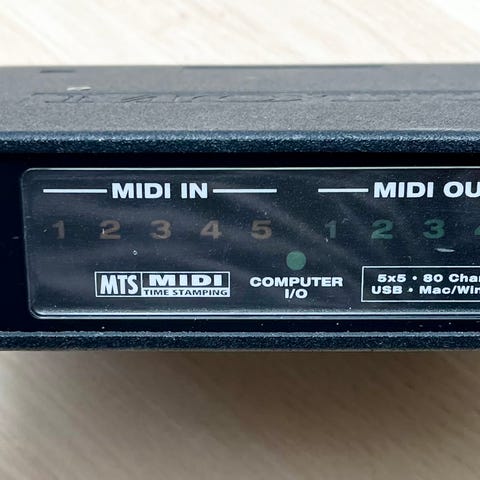 MIDI IN
MIDI OU
1 2 3 4 5
1 2 3 4
MTS MIDI
TIME STAMPING
COMPUTER
I/O
5x5 • 80 Chan
USB • Mac/Win